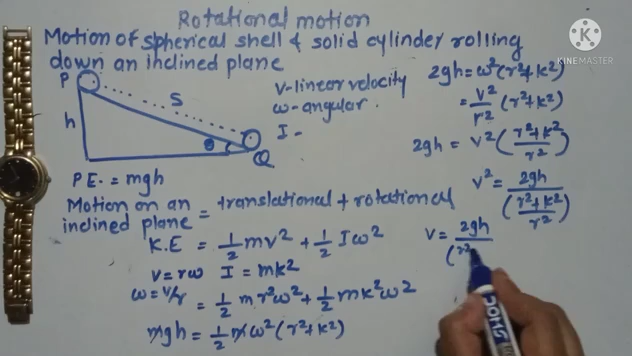 Rotational motion
Motion of spherical shell & solid cylinder rolling
down an inclined plane
P
S
h
θ
Q
V-linear velocity
ω-angular.
I -
P.E. = mgh
Motion on an inclined plane = translational + rotational
K.E = 1/2 mv² + 1/2 Iω²
V = rω I = mk²
ω = V/r = 1/2 m r²ω² + 1/2 mk²ω²
mgh = 1/2 mω² (r²+k²)
2gh = ω² (r²+k²)
= v²/r² (r²+k²)
2gh = v² (r²+k²/r²)
v² = 2gh/(r²+k²/r²)
V = 2gh/(r²
KINEMASTER
DOMS